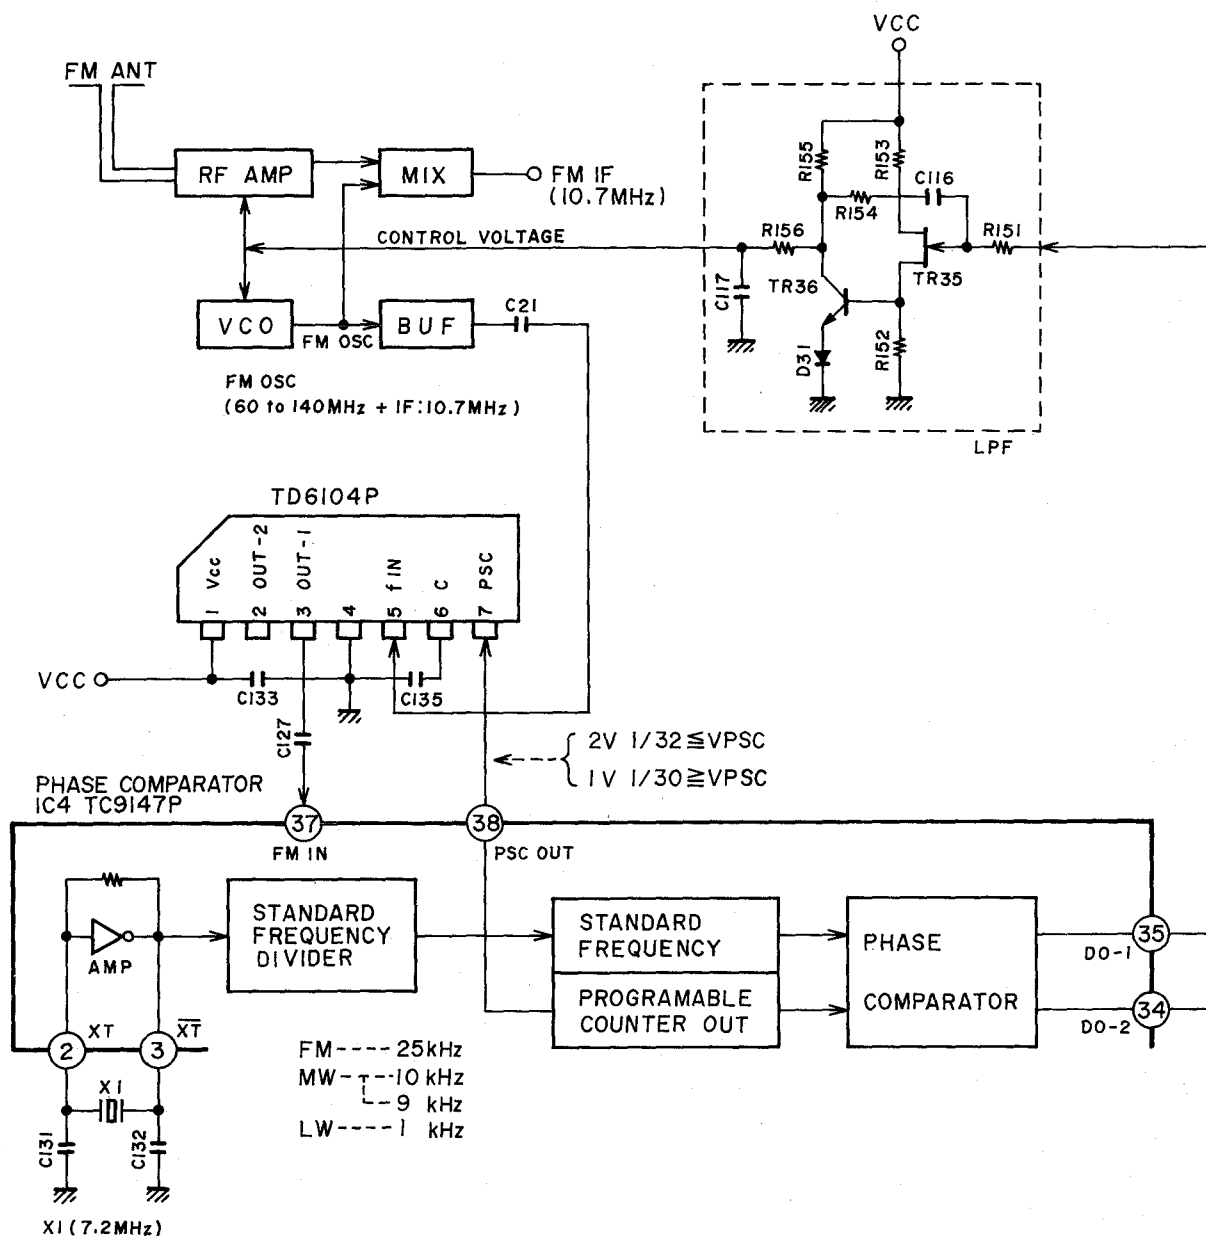 VCC
FM ANT
RF AMP
MIX
FM IF
(10.7MHz)
R155
R153
C116
R154
R156
R151
CONTROL VOLTAGE
C117
TR36
TR35
VCO
FM OSC
BUF
C21
D31
R152
LPF
FM OSC
(60 to 140MHz + IF:10.7MHz)
TD6104P
Vcc
OUT-2
OUT-1
fIN
C
PSC
1
2
3
4
5
6
7
VCC
C133
C135
C127
2V 1/32≦VPSC
1V 1/30≧VPSC
PHASE COMPARATOR
IC4 TC9147P
37
38
FM IN
PSC OUT
AMP
STANDARD
FREQUENCY
DIVIDER
STANDARD
FREQUENCY
PROGRAMABLE
COUNTER OUT
PHASE
COMPARATOR
35
DO-1
34
DO-2
2
XT
3
X̅T̅
X1
C131
C132
FM----25kHz
MW----10 kHz
--9 kHz
LW----1 kHz
X1(7.2MHz)